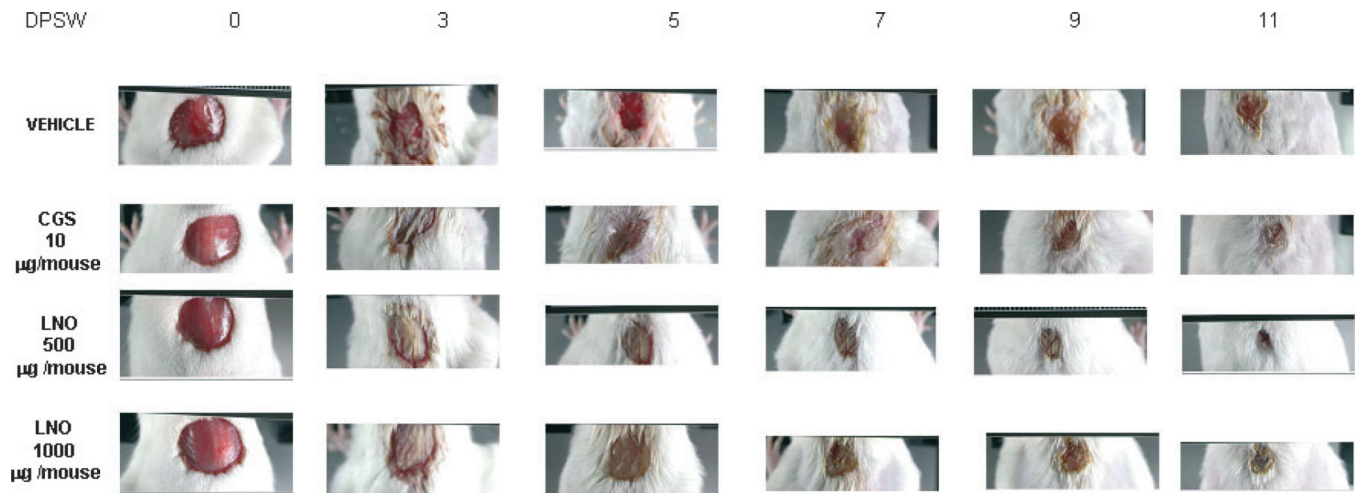 DPSW 0 3 5 7 9 11
VEHICLE
CGS
10
µg/mouse
LNO
500
µg /mouse
LNO
1000
µg /mouse